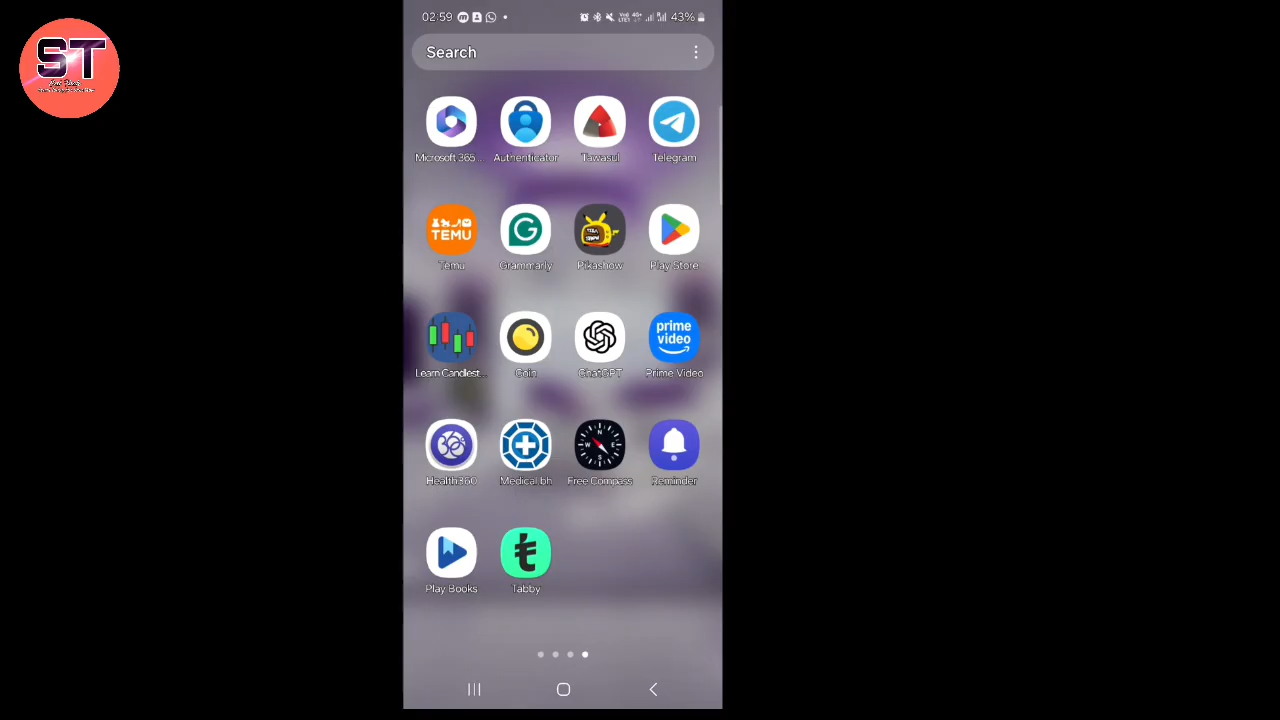 02:59 43%
ST
Search
Microsoft 365... Authenticator Tawasul Telegram
TEMU
Temu Grammarly Pikashow Play Store
prime video
Learn Candlest... Coin ChatGPT Prime Video
N
W E
S
Health360 Medical.bh Free Compass Reminder
Play Books Tabby